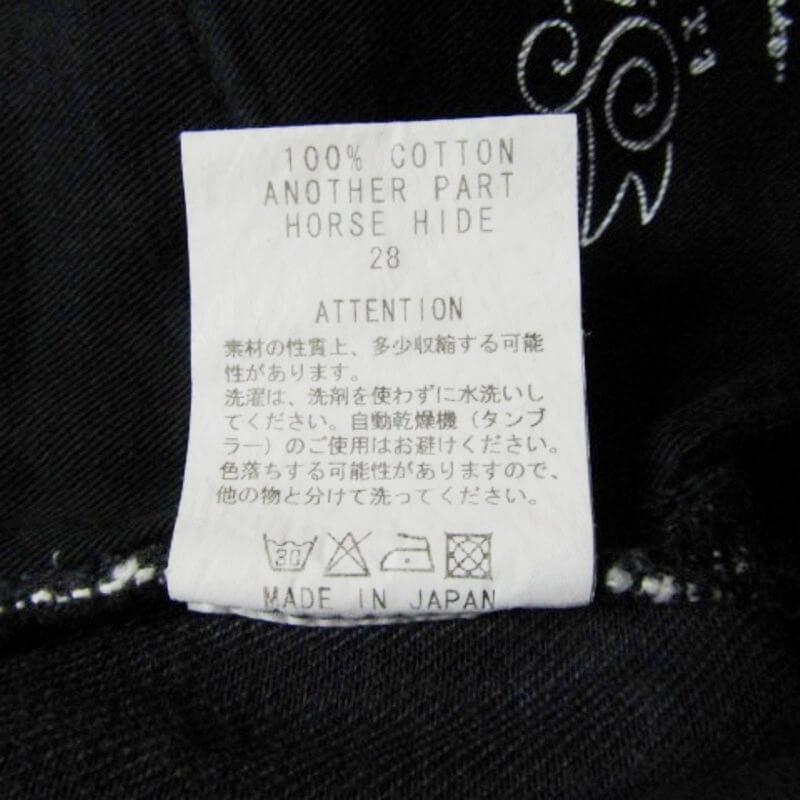 100% COTTON
ANOTHER PART
HORSE HIDE
28
ATTENTION
素材の性質上、多少収縮する可能
性があります。
洗濯は、洗剤を使わずに水洗いし
てください。自動乾燥機（タンブ
ラー）のご使用はお避けください。
色落ちする可能性がありますので、
他の物と分けて洗ってください。
30
MADE IN JAPAN